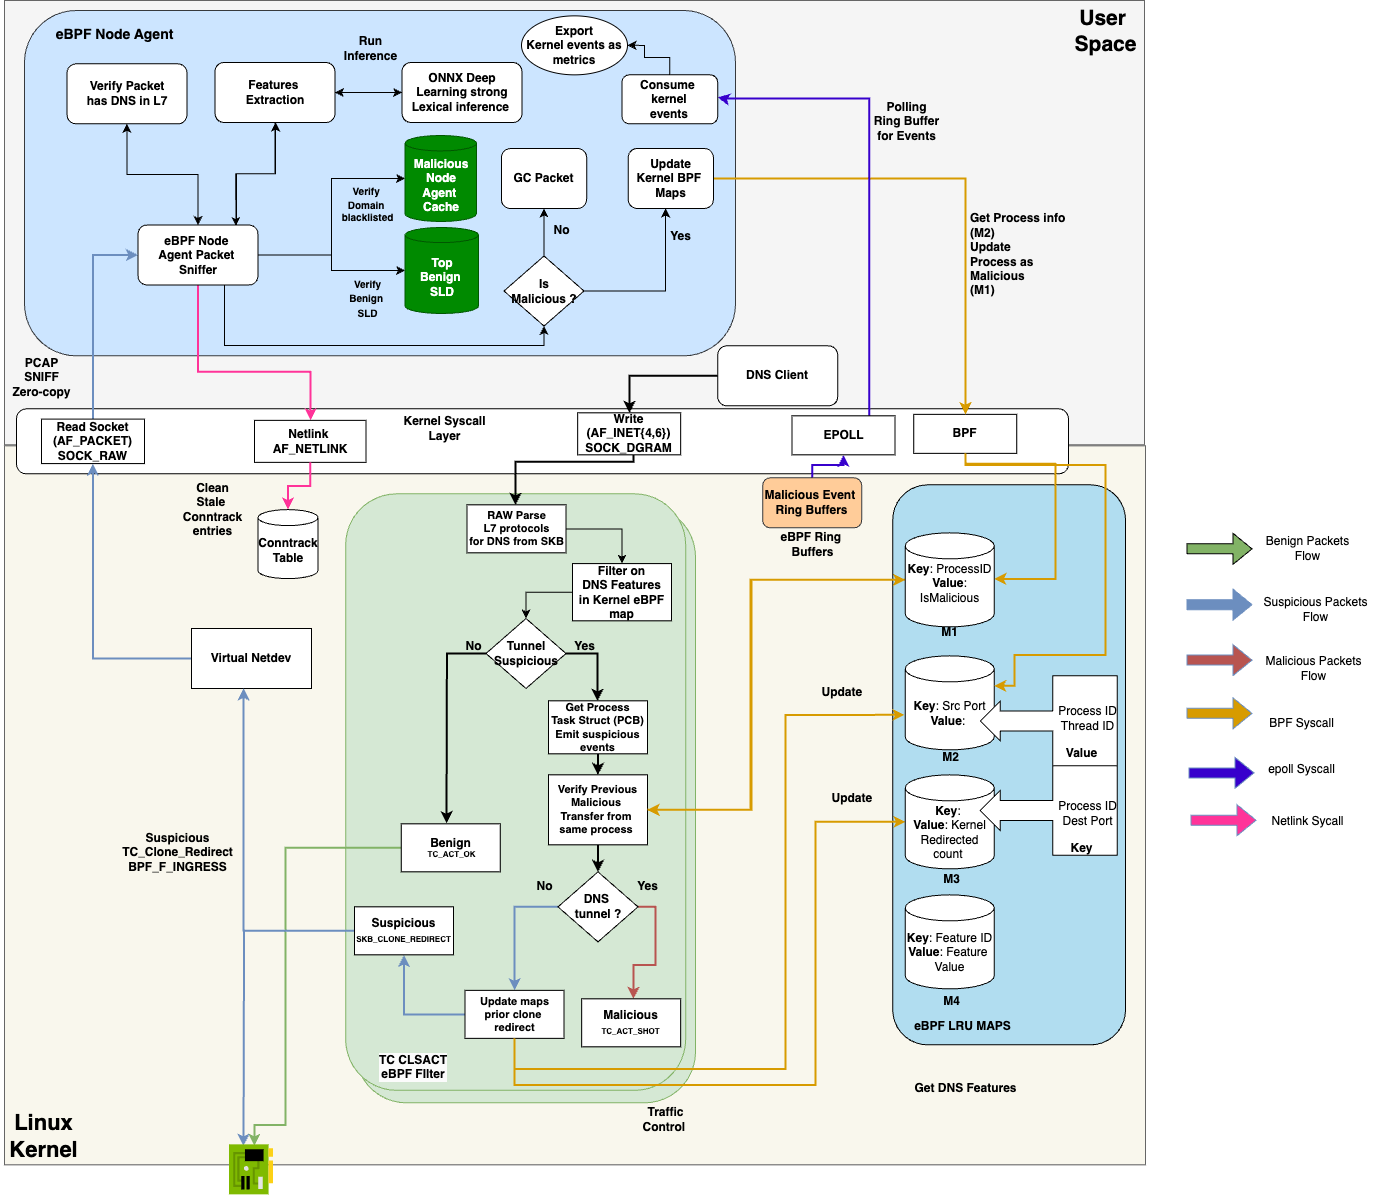 User
Space
eBPF Node Agent
Run
Inference
Export
Kernel events as
metrics
Verify Packet
has DNS in L7
Features
Extraction
ONNX Deep
Learning strong
Lexical inference
Consume
kernel
events
Polling
Ring Buffer
for Events
Malicious
Node
Agent
Cache
Verify
Domain
blacklisted
GC Packet
Update
Kernel BPF
Maps
No
Yes
eBPF Node
Agent Packet
Sniffer
Top
Benign
SLD
Verify
Benign
SLD
Is
Malicious ?
Get Process info
(M2)
Update
Process as
Malicious
(M1)
PCAP
SNIFF
Zero-copy
DNS Client
Kernel Syscall
Layer
Read Socket
(AF_PACKET)
SOCK_RAW
Netlink
AF_NETLINK
Write
(AF_INET{4,6})
SOCK_DGRAM
EPOLL
BPF
Clean
Stale
Conntrack
entries
Conntrack
Table
RAW Parse
L7 protocols
for DNS from SKB
Malicious Event
Ring Buffers
eBPF Ring
Buffers
Filter on
DNS Features
in Kernel eBPF
map
Key: ProcessID
Value:
IsMalicious
M1
No
Tunnel
Suspicious
Yes
Virtual Netdev
Get Process
Task Struct (PCB)
Emit suspicious
events
Update
Key: Src Port
Value:
M2
Process ID
Thread ID
Value
Verify Previous
Malicious
Transfer from
same process
Update
Key:
Value: Kernel
Redirected
count
M3
Process ID
Dest Port
Key
Suspicious
TC_Clone_Redirect
BPF_F_INGRESS
Benign
TC_ACT_OK
No
Yes
DNS
tunnel ?
Suspicious
SKB_CLONE_REDIRECT
Key: Feature ID
Value: Feature
Value
M4
Update maps
prior clone
redirect
Malicious
TC_ACT_SHOT
eBPF LRU MAPS
TC CLSACT
eBPF FIlter
Get DNS Features
Traffic
Control
Linux
Kernel
Benign Packets
Flow
Suspicious Packets
Flow
Malicious Packets
Flow
BPF Syscall
epoll Syscall
Netlink Sycall